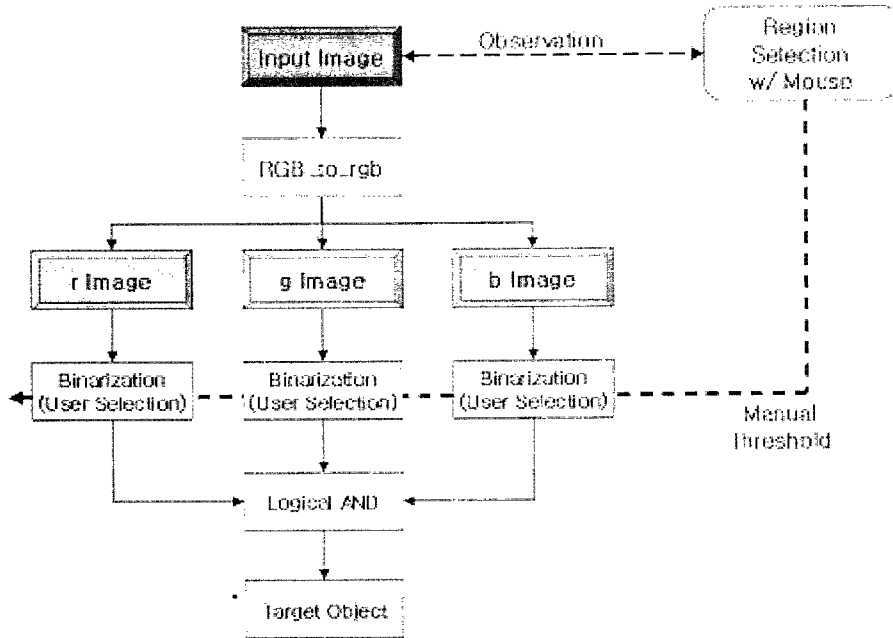 Input Image
Observation
Region
Selection
w/ Mouse
RGB_to_rgb
r Image
g Image
b Image
Binarization
(User Selection)
Binarization
(User Selection)
Binarization
(User Selection)
Manual
Threshold
Logical AND
Target Object